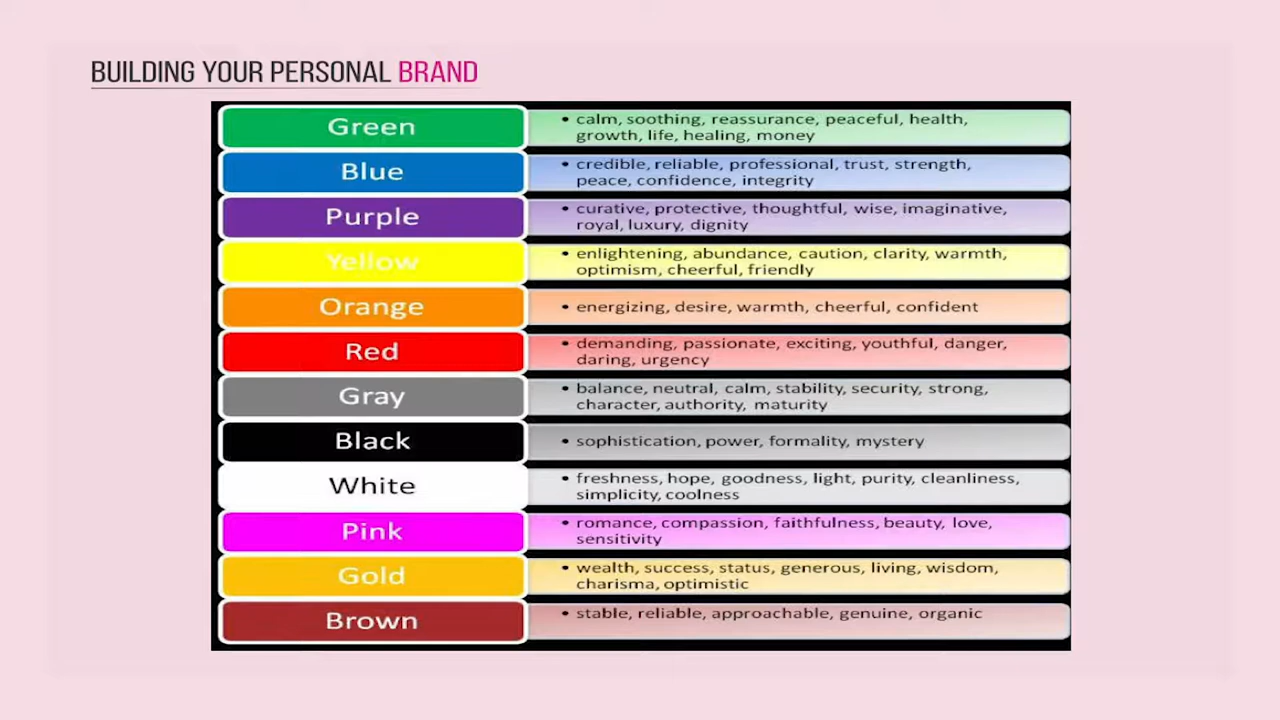 BUILDING YOUR PERSONAL BRAND
Green
• calm, soothing, reassurance, peaceful, health,
growth, life, healing, money
Blue
• credible, reliable, professional, trust, strength,
peace, confidence, integrity
Purple
• curative, protective, thoughtful, wise, imaginative,
royal, luxury, dignity
Yellow
• enlightening, abundance, caution, clarity, warmth,
optimism, cheerful, friendly
Orange
• energizing, desire, warmth, cheerful, confident
Red
• demanding, passionate, exciting, youthful, danger,
daring, urgency
Gray
• balance, neutral, calm, stability, security, strong,
character, authority, maturity
Black
• sophistication, power, formality, mystery
White
• freshness, hope, goodness, light, purity, cleanliness,
simplicity, coolness
Pink
• romance, compassion, faithfulness, beauty, love,
sensitivity
Gold
• wealth, success, status, generous, living, wisdom,
charisma, optimistic
Brown
• stable, reliable, approachable, genuine, organic